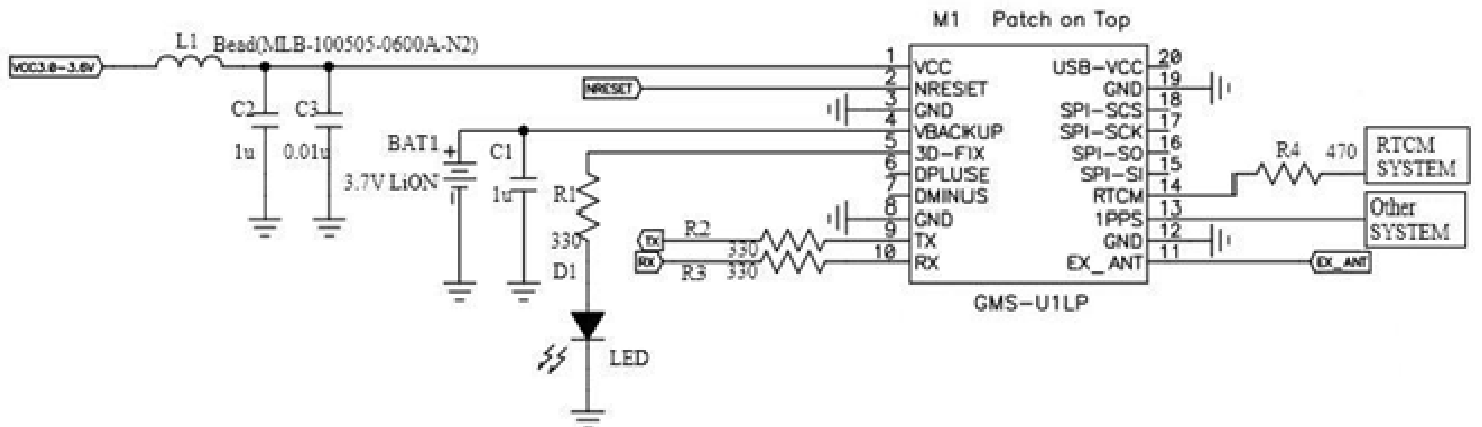 M1 Patch on Top
L1 Bead(MLB-100505-0600A-N2)
VCC3.0-3.6V
C2
1u
C3
0.01u
NRESET
BAT1
3.7V LiON
C1
1u
R1
330
D1
LED
TX
R2
330
RX
R3
330
1 VCC
2 NRESET
3 GND
4 VBACKUP
5 3D-FIX
6 DPLUSE
7 DMINUS
8 GND
9 TX
10 RX
USB-VCC 20
GND 19
SPI-SCS 18
SPI-SCK 17
SPI-SO 16
SPI-SI 15
RTCM 14
1PPS 13
GND 12
EX_ANT 11
GMS-U1LP
R4 470
RTCM
SYSTEM
Other
SYSTEM
EX_ANT